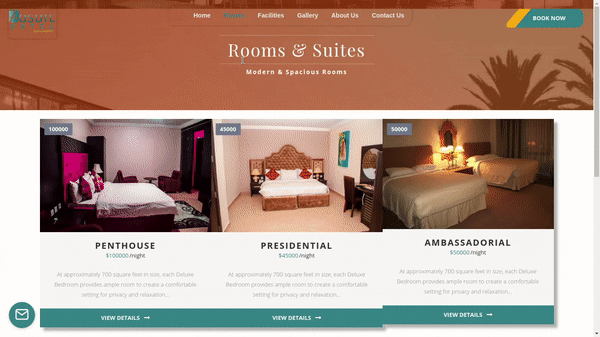 Home
Facilities
Gallery
About Us
Contact Us
BOOK NOW
Rooms & Suites
Modern & Spacious Rooms
100000
45000
50000
PENTHOUSE
$100000 /night
At approximately 700 square feet in size, each Deluxe
Bedroom provides ample room to create a comfortable
setting for privacy and relaxation...
VIEW DETAILS
PRESIDENTIAL
$45000 /night
At approximately 700 square feet in size, each Deluxe
Bedroom provides ample room to create a comfortable
setting for privacy and relaxation...
VIEW DETAILS
AMBASSADORIAL
$50000 /night
At approximately 700 square feet in size, each Deluxe
Bedroom provides ample room to create a comfortable
setting for privacy and relaxation...
VIEW DETAILS